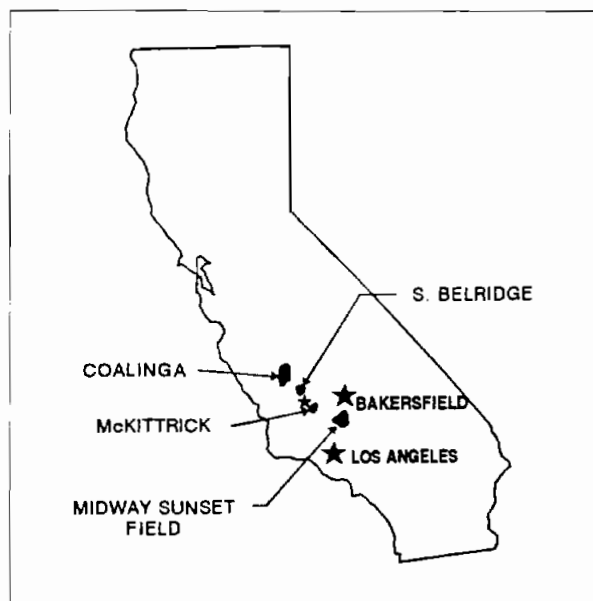 S. BELRIDGE
COALINGA
BAKERSFIELD
McKITTRICK
LOS ANGELES
MIDWAY SUNSET
FIELD